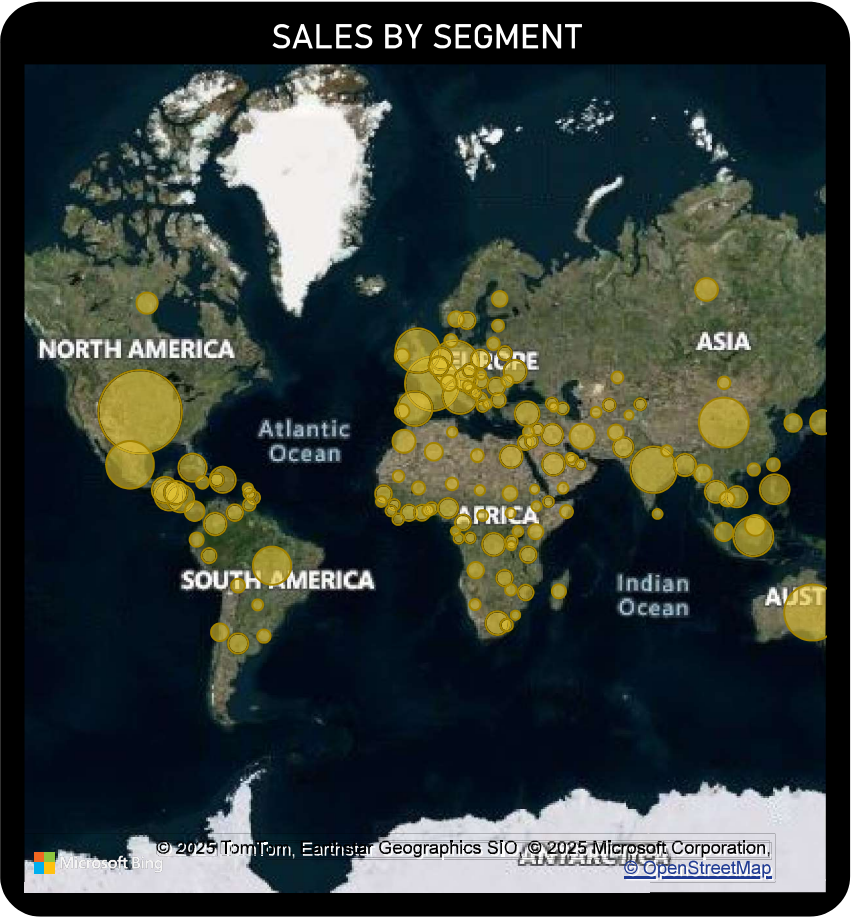 SALES BY SEGMENT
NORTH AMERICA
EUROPE
ASIA
Atlantic
Ocean
AFRICA
SOUTH AMERICA
Indian
Ocean
AUST
© 2025 TomTom, Earthstar Geographics SIO, © 2025 Microsoft Corporation,
ANTARCTICA
Microsoft Bing
© OpenStreetMap